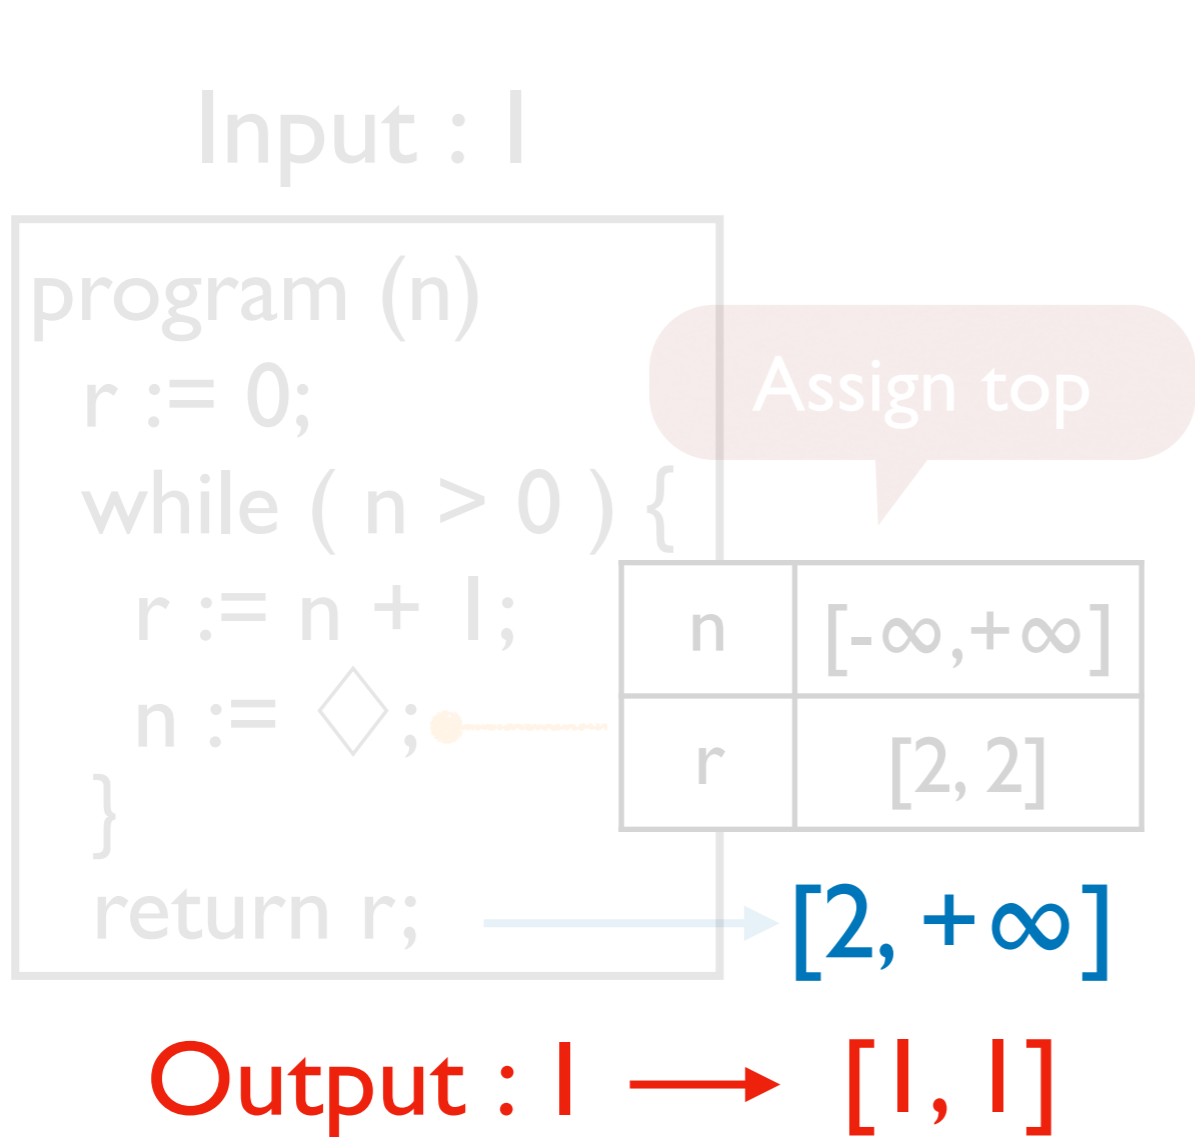 Input : 1
program (n)
r := 0;
Assign top
while ( n > 0 ) {
r := n + 1;
n [-∞,+∞]
n := ◇;
r [2, 2]
}
return r; [2, +∞]
Output : 1 → [1, 1]